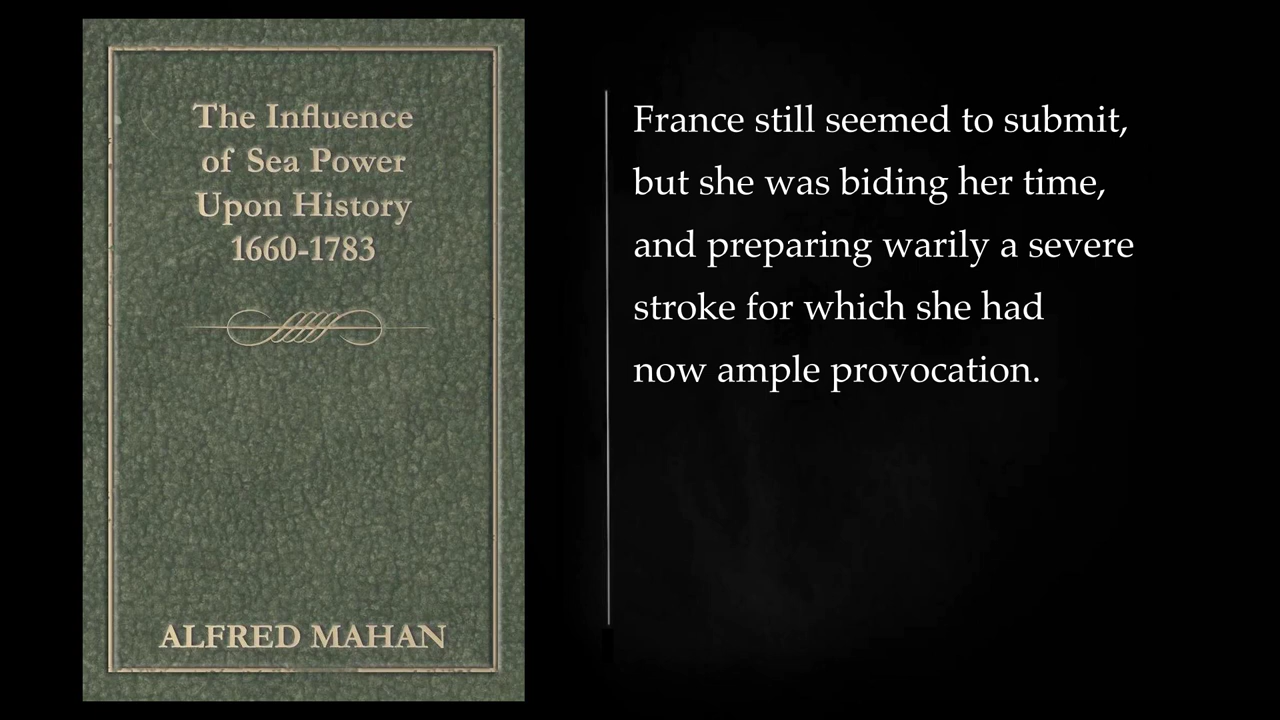 The Influence
of Sea Power
Upon History
1660-1783
ALFRED MAHAN
France still seemed to submit,
but she was biding her time,
and preparing warily a severe
stroke for which she had
now ample provocation.